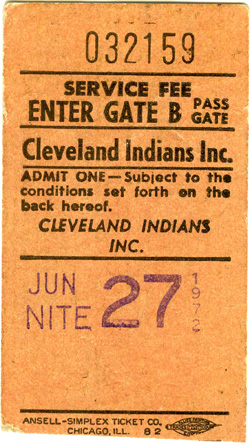 032159
SERVICE FEE
ENTER GATE B PASS GATE
Cleveland Indians Inc.
ADMIT ONE—Subject to the
conditions set forth on the
back hereof.
CLEVELAND INDIANS
INC.
JUN
NITE 27 1972
ANSELL-SIMPLEX TICKET CO.
CHICAGO, ILL. 82